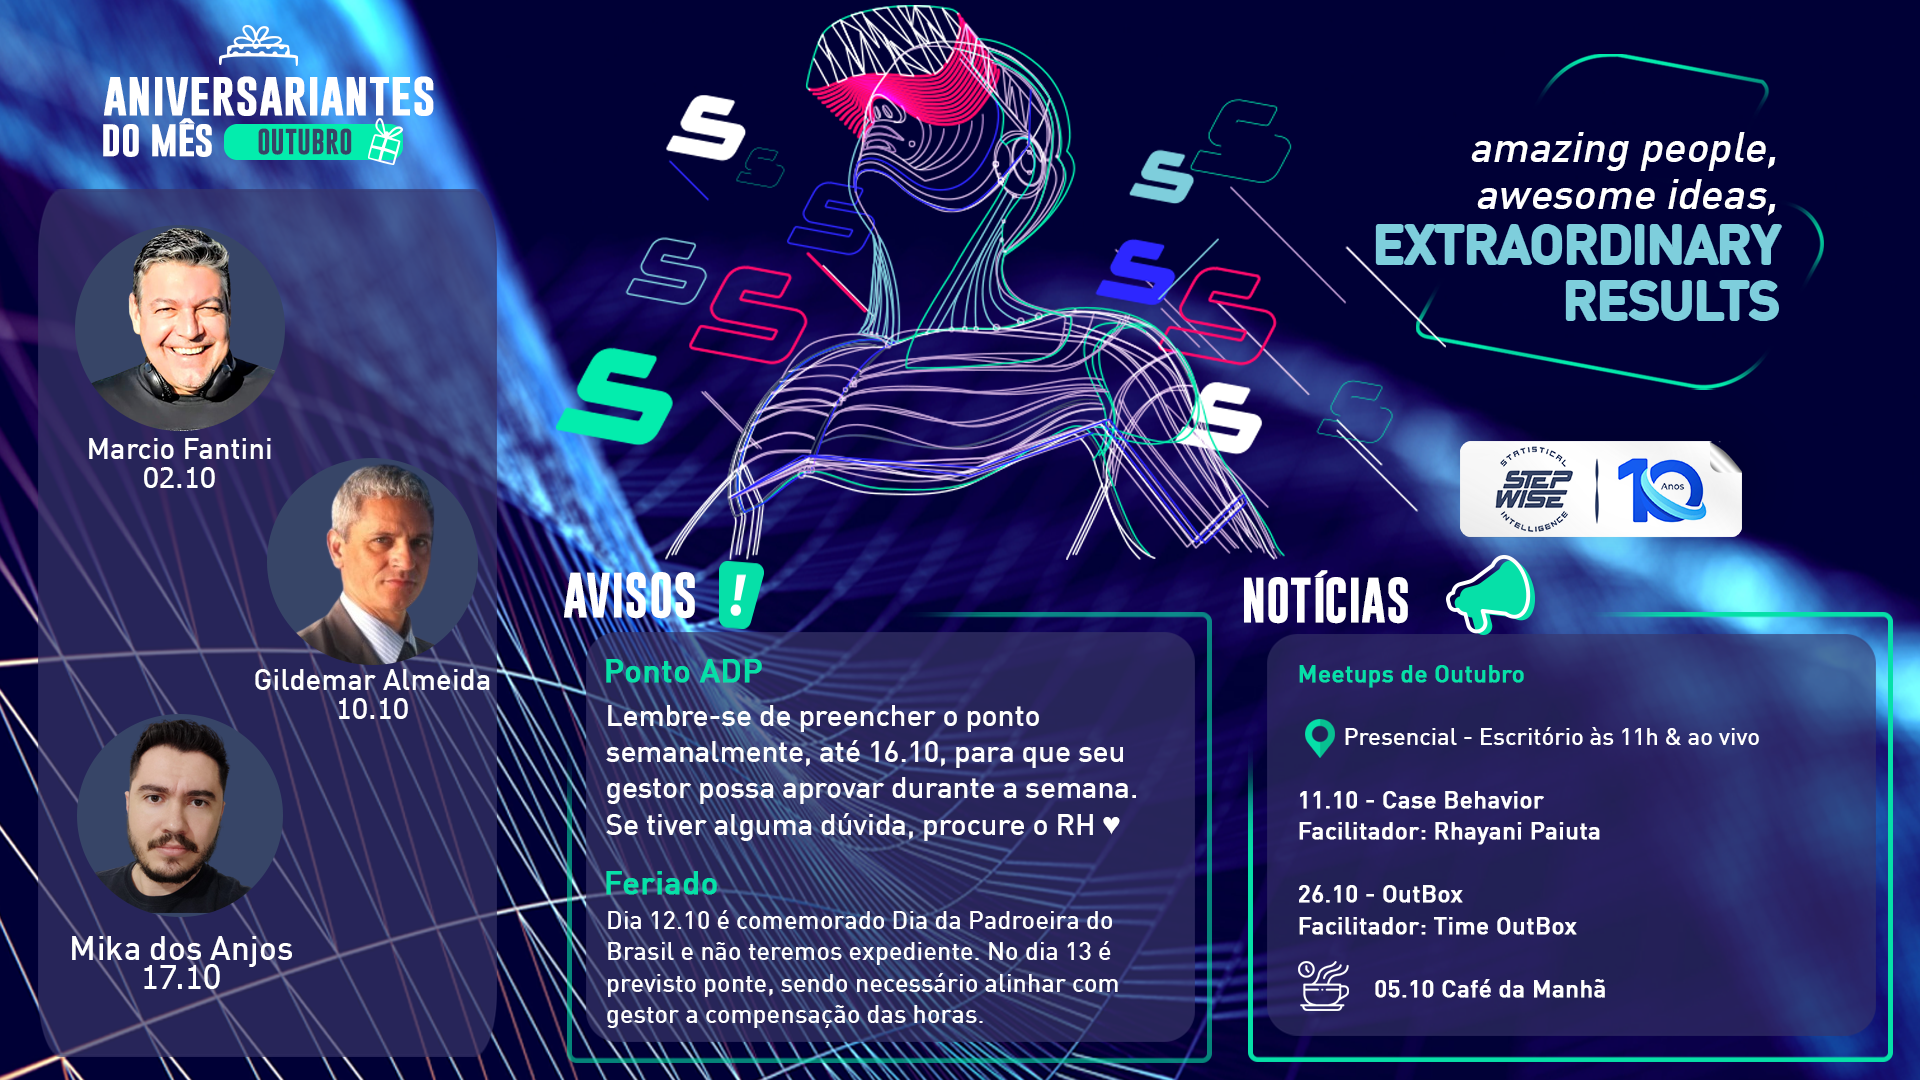 ANIVERSARIANTES
DO MÊS OUTUBRO
Marcio Fantini
02.10
Gildemar Almeida
10.10
Mika dos Anjos
17.10
amazing people,
awesome ideas,
EXTRAORDINARY
RESULTS
STATISTICAL
STEP
WISE
INTELLIGENCE
10
Anos
AVISOS !
Ponto ADP
Lembre-se de preencher o ponto
semanalmente, até 16.10, para que seu
gestor possa aprovar durante a semana.
Se tiver alguma dúvida, procure o RH ♥
Feriado
Dia 12.10 é comemorado Dia da Padroeira do
Brasil e não teremos expediente. No dia 13 é
previsto ponte, sendo necessário alinhar com
gestor a compensação das horas.
NOTÍCIAS
Meetups de Outubro
Presencial - Escritório às 11h & ao vivo
11.10 - Case Behavior
Facilitador: Rhayani Paiuta
26.10 - OutBox
Facilitador: Time OutBox
05.10 Café da Manhã